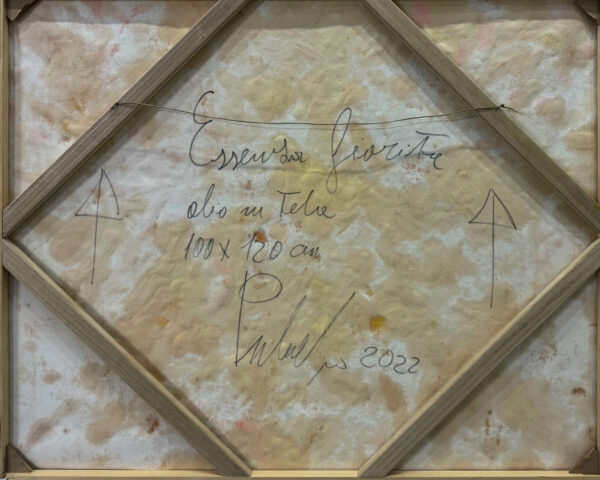 Essenza fiorita
olio su tela
100 x 120 cm
2022